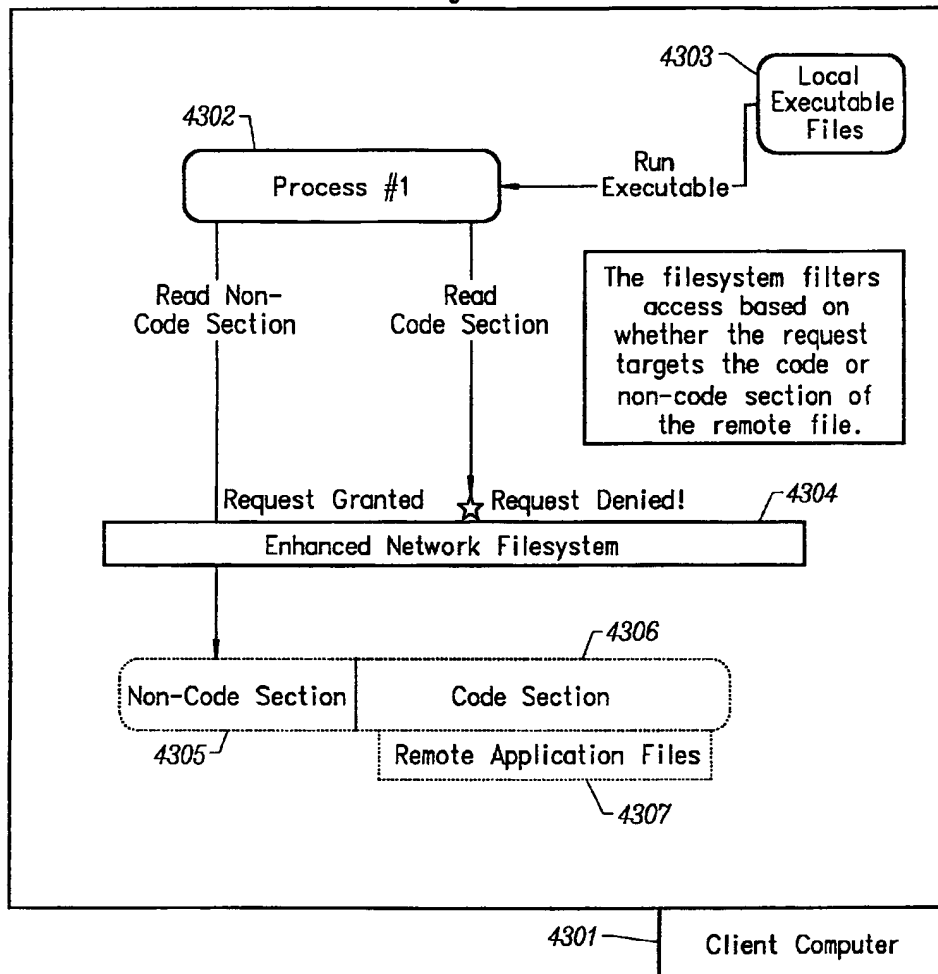 4303
Local
Executable
Files
4302
Process #1
Run
Executable
Read Non-
Code Section
Read
Code Section
The filesystem filters
access based on
whether the request
targets the code or
non-code section of
the remote file.
Request Granted
Request Denied!
4304
Enhanced Network Filesystem
4306
Non-Code Section
Code Section
4305
Remote Application Files
4307
4301
Client Computer